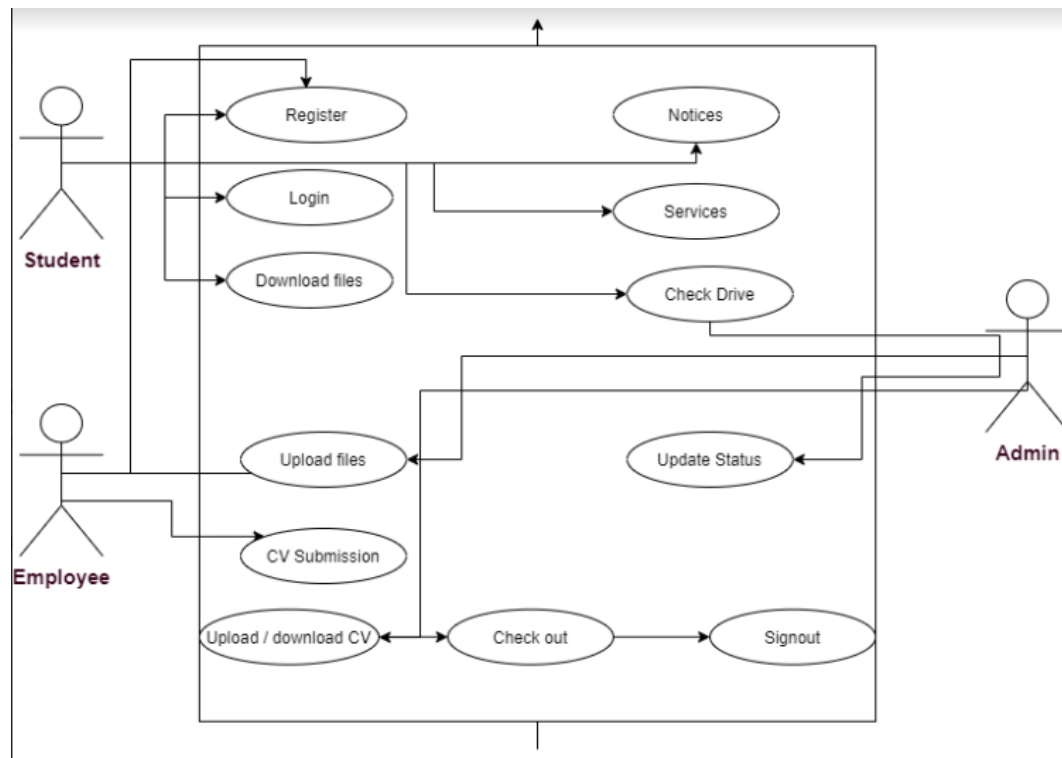 Register
Notices
Login
Services
Student
Download files
Check Drive
Upload files
Update Status
Admin
CV Submission
Employee
Upload / download CV
Check out
Signout